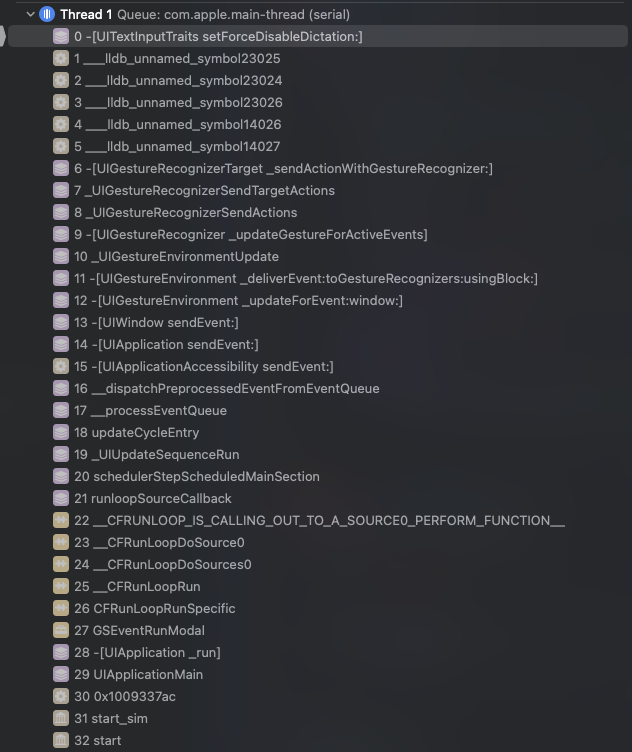 Thread 1 Queue: com.apple.main-thread (serial)
0 -[UITextInputTraits setForceDisableDictation:]
1 ___lldb_unnamed_symbol23025
2 ___lldb_unnamed_symbol23024
3 ___lldb_unnamed_symbol23026
4 ___lldb_unnamed_symbol14026
5 ___lldb_unnamed_symbol14027
6 -[UIGestureRecognizerTarget _sendActionWithGestureRecognizer:]
7 _UIGestureRecognizerSendTargetActions
8 _UIGestureRecognizerSendActions
9 -[UIGestureRecognizer _updateGestureForActiveEvents]
10 _UIGestureEnvironmentUpdate
11 -[UIGestureEnvironment _deliverEvent:toGestureRecognizers:usingBlock:]
12 -[UIGestureEnvironment _updateForEvent:window:]
13 -[UIWindow sendEvent:]
14 -[UIApplication sendEvent:]
15 -[UIApplicationAccessibility sendEvent:]
16 __dispatchPreprocessedEventFromEventQueue
17 __processEventQueue
18 updateCycleEntry
19 _UIUpdateSequenceRun
20 schedulerStepScheduledMainSection
21 runloopSourceCallback
22 __CFRUNLOOP_IS_CALLING_OUT_TO_A_SOURCE0_PERFORM_FUNCTION__
23 __CFRunLoopDoSource0
24 __CFRunLoopDoSources0
25 __CFRunLoopRun
26 CFRunLoopRunSpecific
27 GSEventRunModal
28 -[UIApplication _run]
29 UIApplicationMain
30 0x1009337ac
31 start_sim
32 start